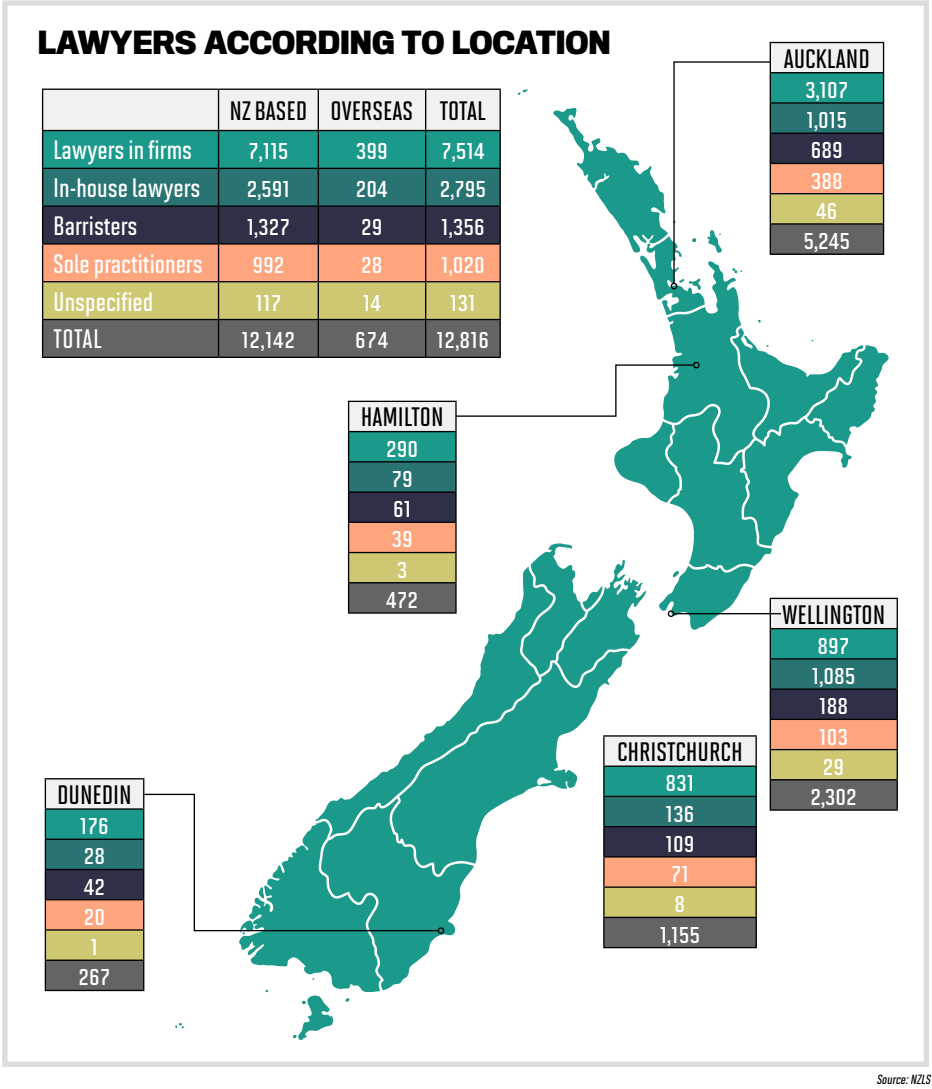 LAWYERS ACCORDING TO LOCATION
NZ BASED OVERSEAS TOTAL
Lawyers in firms 7,115 399 7,514
In-house lawyers 2,591 204 2,795
Barristers 1,327 29 1,356
Sole practitioners 992 28 1,020
Unspecified 117 14 131
TOTAL 12,142 674 12,816
AUCKLAND
3,107
1,015
689
388
46
5,245
HAMILTON
290
79
61
39
3
472
WELLINGTON
897
1,085
188
103
29
2,302
CHRISTCHURCH
831
136
109
71
8
1,155
DUNEDIN
176
28
42
20
1
267
Source: NZLS